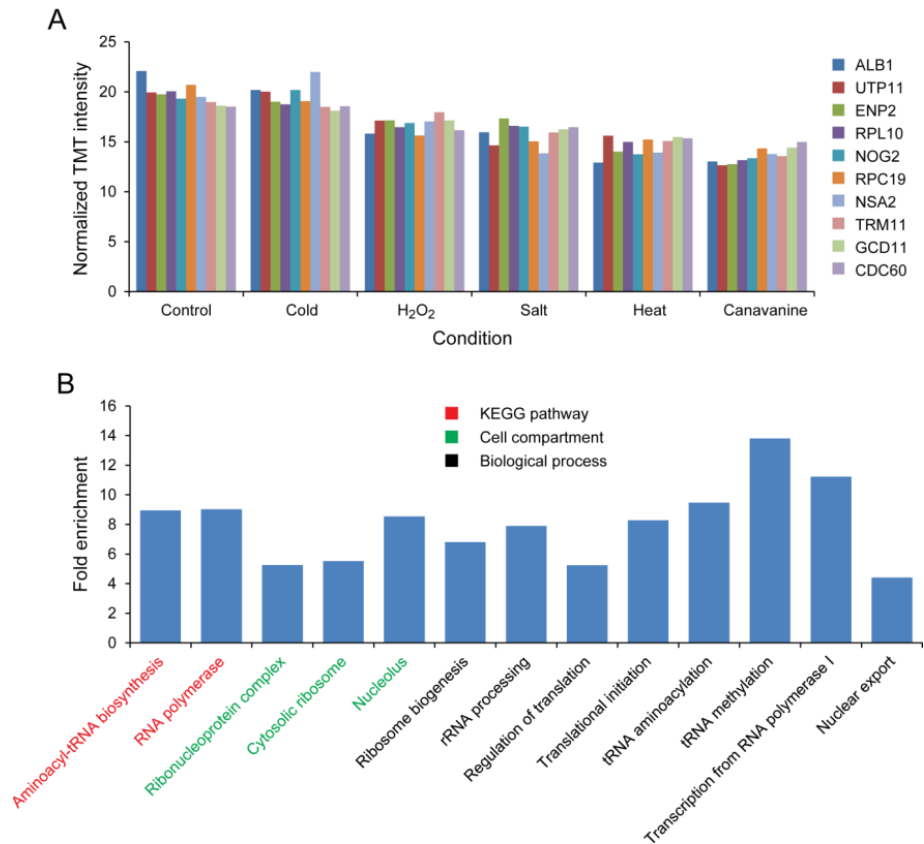 A
Normalized TMT intensity
25
20
15
10
5
0
Control
Cold
H₂O₂
Salt
Heat
Canavanine
Condition
ALB1
UTP11
ENP2
RPL10
NOG2
RPC19
NSA2
TRM11
GCD11
CDC60
B
Fold enrichment
16
14
12
10
8
6
4
2
0
KEGG pathway
Cell compartment
Biological process
Aminoacyl-tRNA biosynthesis
RNA polymerase
Ribonucleoprotein complex
Cytosolic ribosome
Nucleolus
Ribosome biogenesis
rRNA processing
Regulation of translation
Translational initiation
tRNA aminoacylation
tRNA methylation
Transcription from RNA polymerase I
Nuclear export